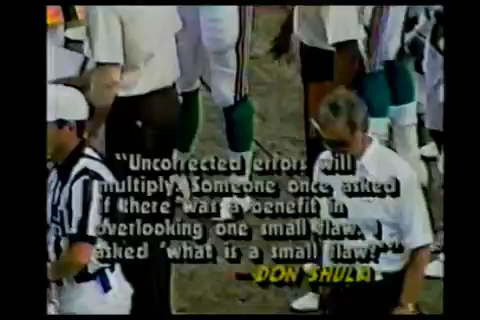 "Uncorrected errors will
multiply. Someone once asked
if there was a benefit in
overlooking one small flaw. I
asked 'what is a small flaw?'"
—DON SHULA